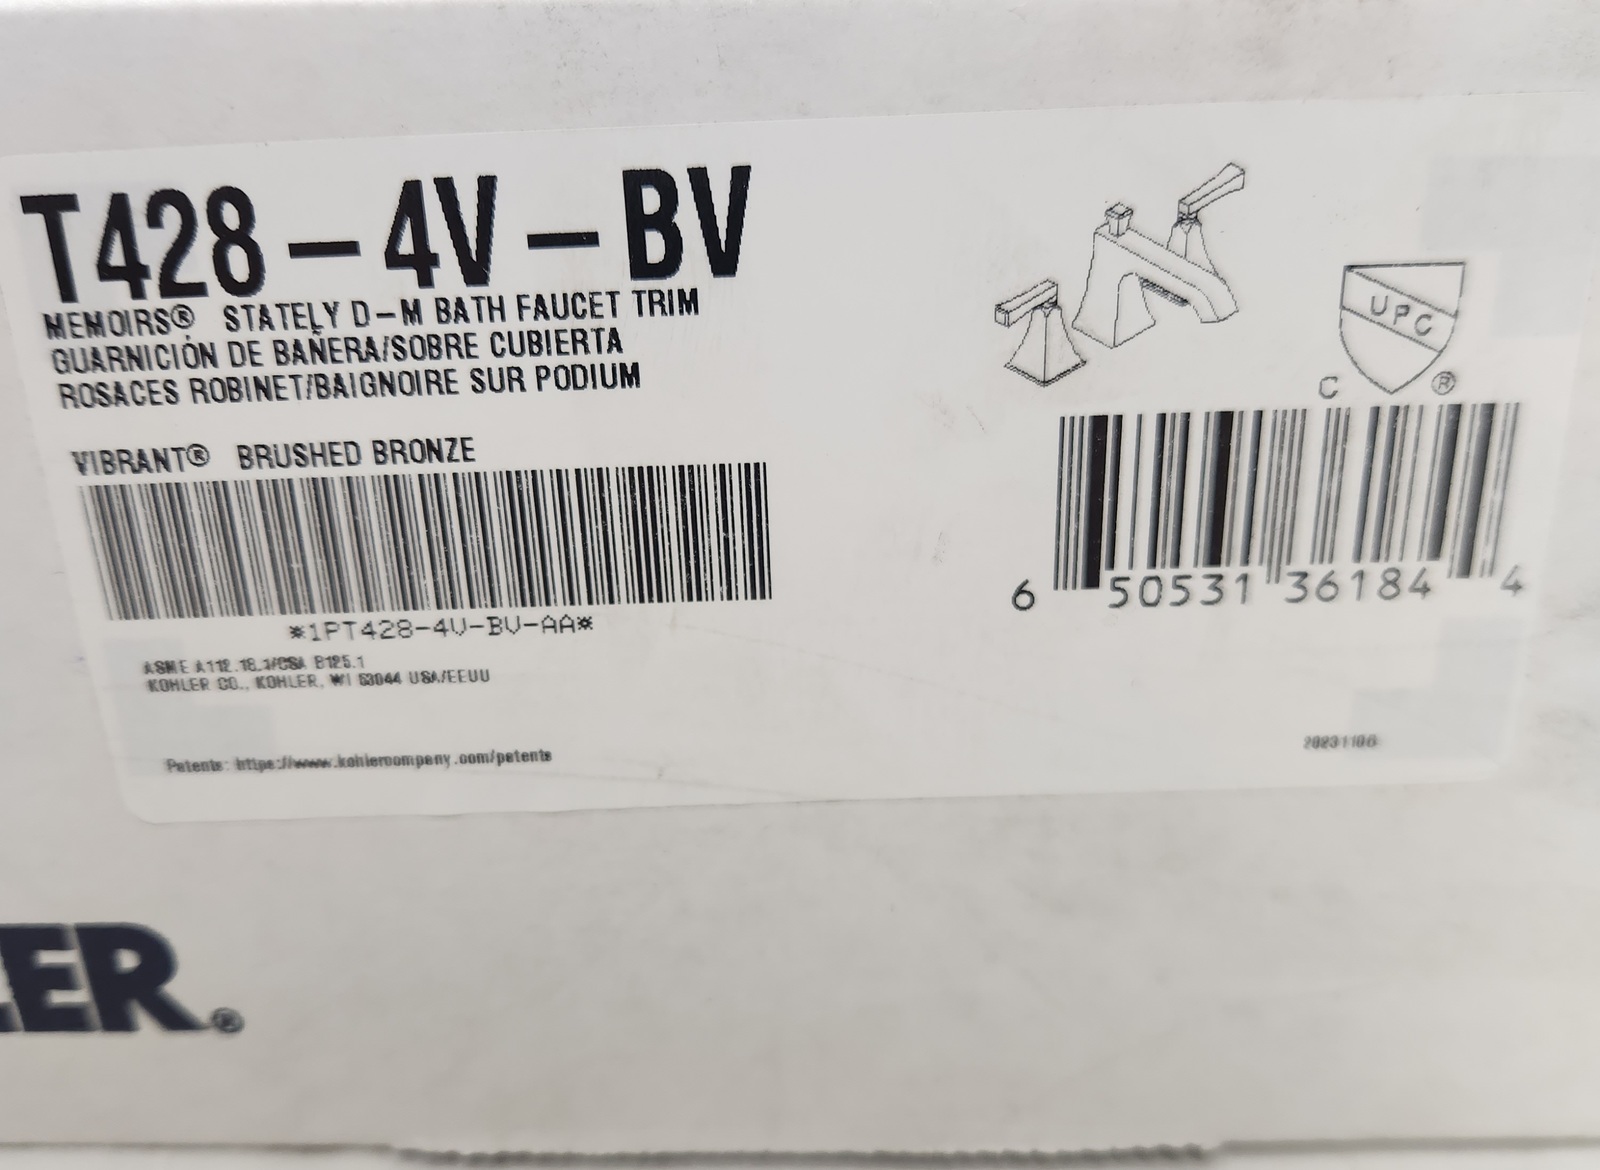 T428-4V-BV
MEMOIRS® STATELY D-M BATH FAUCET TRIM
GUARNICIÓN DE BAÑERA/SOBRE CUBIERTA
ROSACES ROBINET/BAIGNOIRE SUR PODIUM
VIBRANT® BRUSHED BRONZE
*1PT428-4V-BV-AA*
ASME A112.18.1/CSA B125.1
KOHLER CO., KOHLER, WI 53044 USA/EEUU
Patents: https://www.kohlercompany.com/patents
UPC
C ®
6 50531 36184 4
20231106
ER®